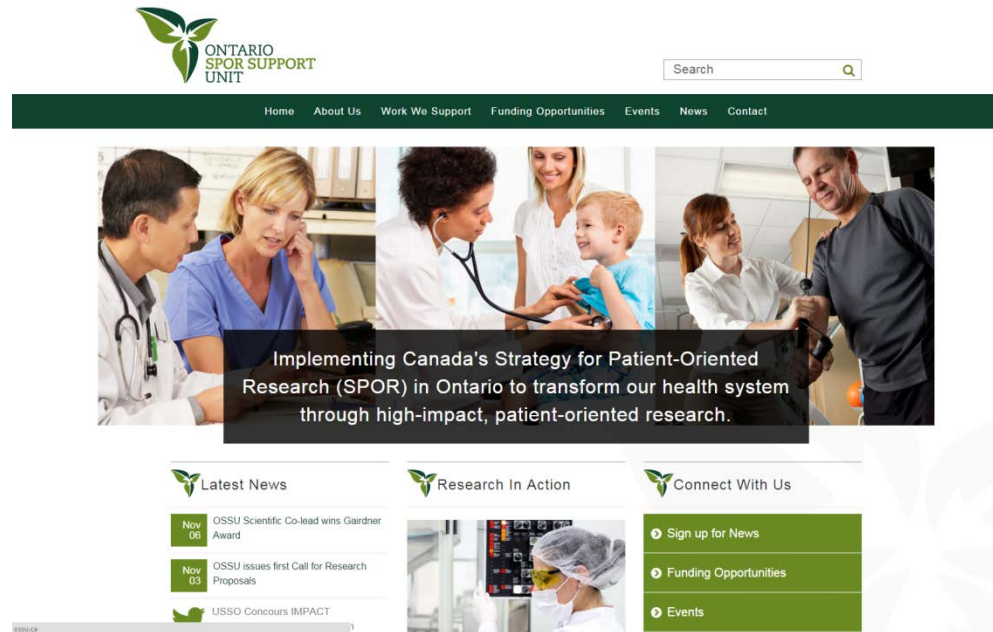 ONTARIO
SPOR SUPPORT
UNIT
Search
Home About Us Work We Support Funding Opportunities Events News Contact
Implementing Canada's Strategy for Patient-Oriented
Research (SPOR) in Ontario to transform our health system
through high-impact, patient-oriented research.
Latest News
Nov
06
OSSU Scientific Co-lead wins Gairdner
Award
Nov
03
OSSU issues first Call for Research
Proposals
USSO Concours IMPACT
Research In Action
Connect With Us
Sign up for News
Funding Opportunities
Events
ossu.ca